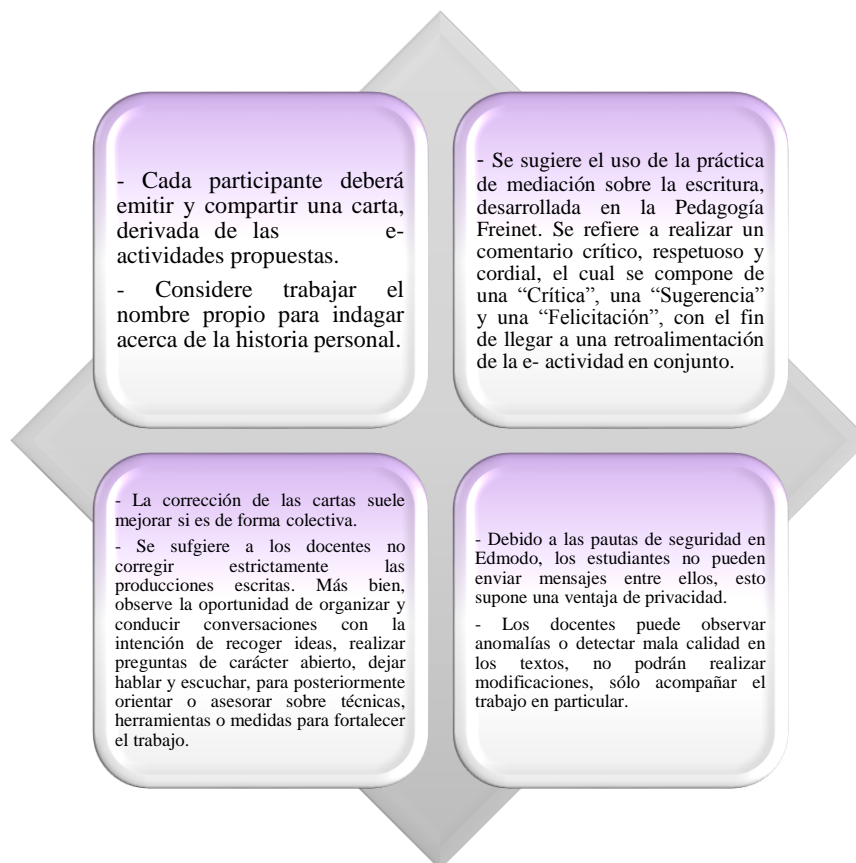 - Cada participante deberá
emitir y compartir una carta,
derivada de las e-
actividades propuestas.
- Considere trabajar el
nombre propio para indagar
acerca de la historia personal.
- Se sugiere el uso de la práctica
de mediación sobre la escritura,
desarrollada en la Pedagogía
Freinet. Se refiere a realizar un
comentario crítico, respetuoso y
cordial, el cual se compone de
una “Crítica”, una “Sugerencia”
y una “Felicitación”, con el fin
de llegar a una retroalimentación
de la e- actividad en conjunto.
- La corrección de las cartas suele
mejorar si es de forma colectiva.
- Se sufgiere a los docentes no
corregir estrictamente las
producciones escritas. Más bien,
observe la oportunidad de organizar y
conducir conversaciones con la
intención de recoger ideas, realizar
preguntas de carácter abierto, dejar
hablar y escuchar, para posteriormente
orientar o asesorar sobre técnicas,
herramientas o medidas para fortalecer
el trabajo.
- Debido a las pautas de seguridad en
Edmodo, los estudiantes no pueden
enviar mensajes entre ellos, esto
supone una ventaja de privacidad.
- Los docentes puede observar
anomalías o detectar mala calidad en
los textos, no podrán realizar
modificaciones, sólo acompañar el
trabajo en particular.